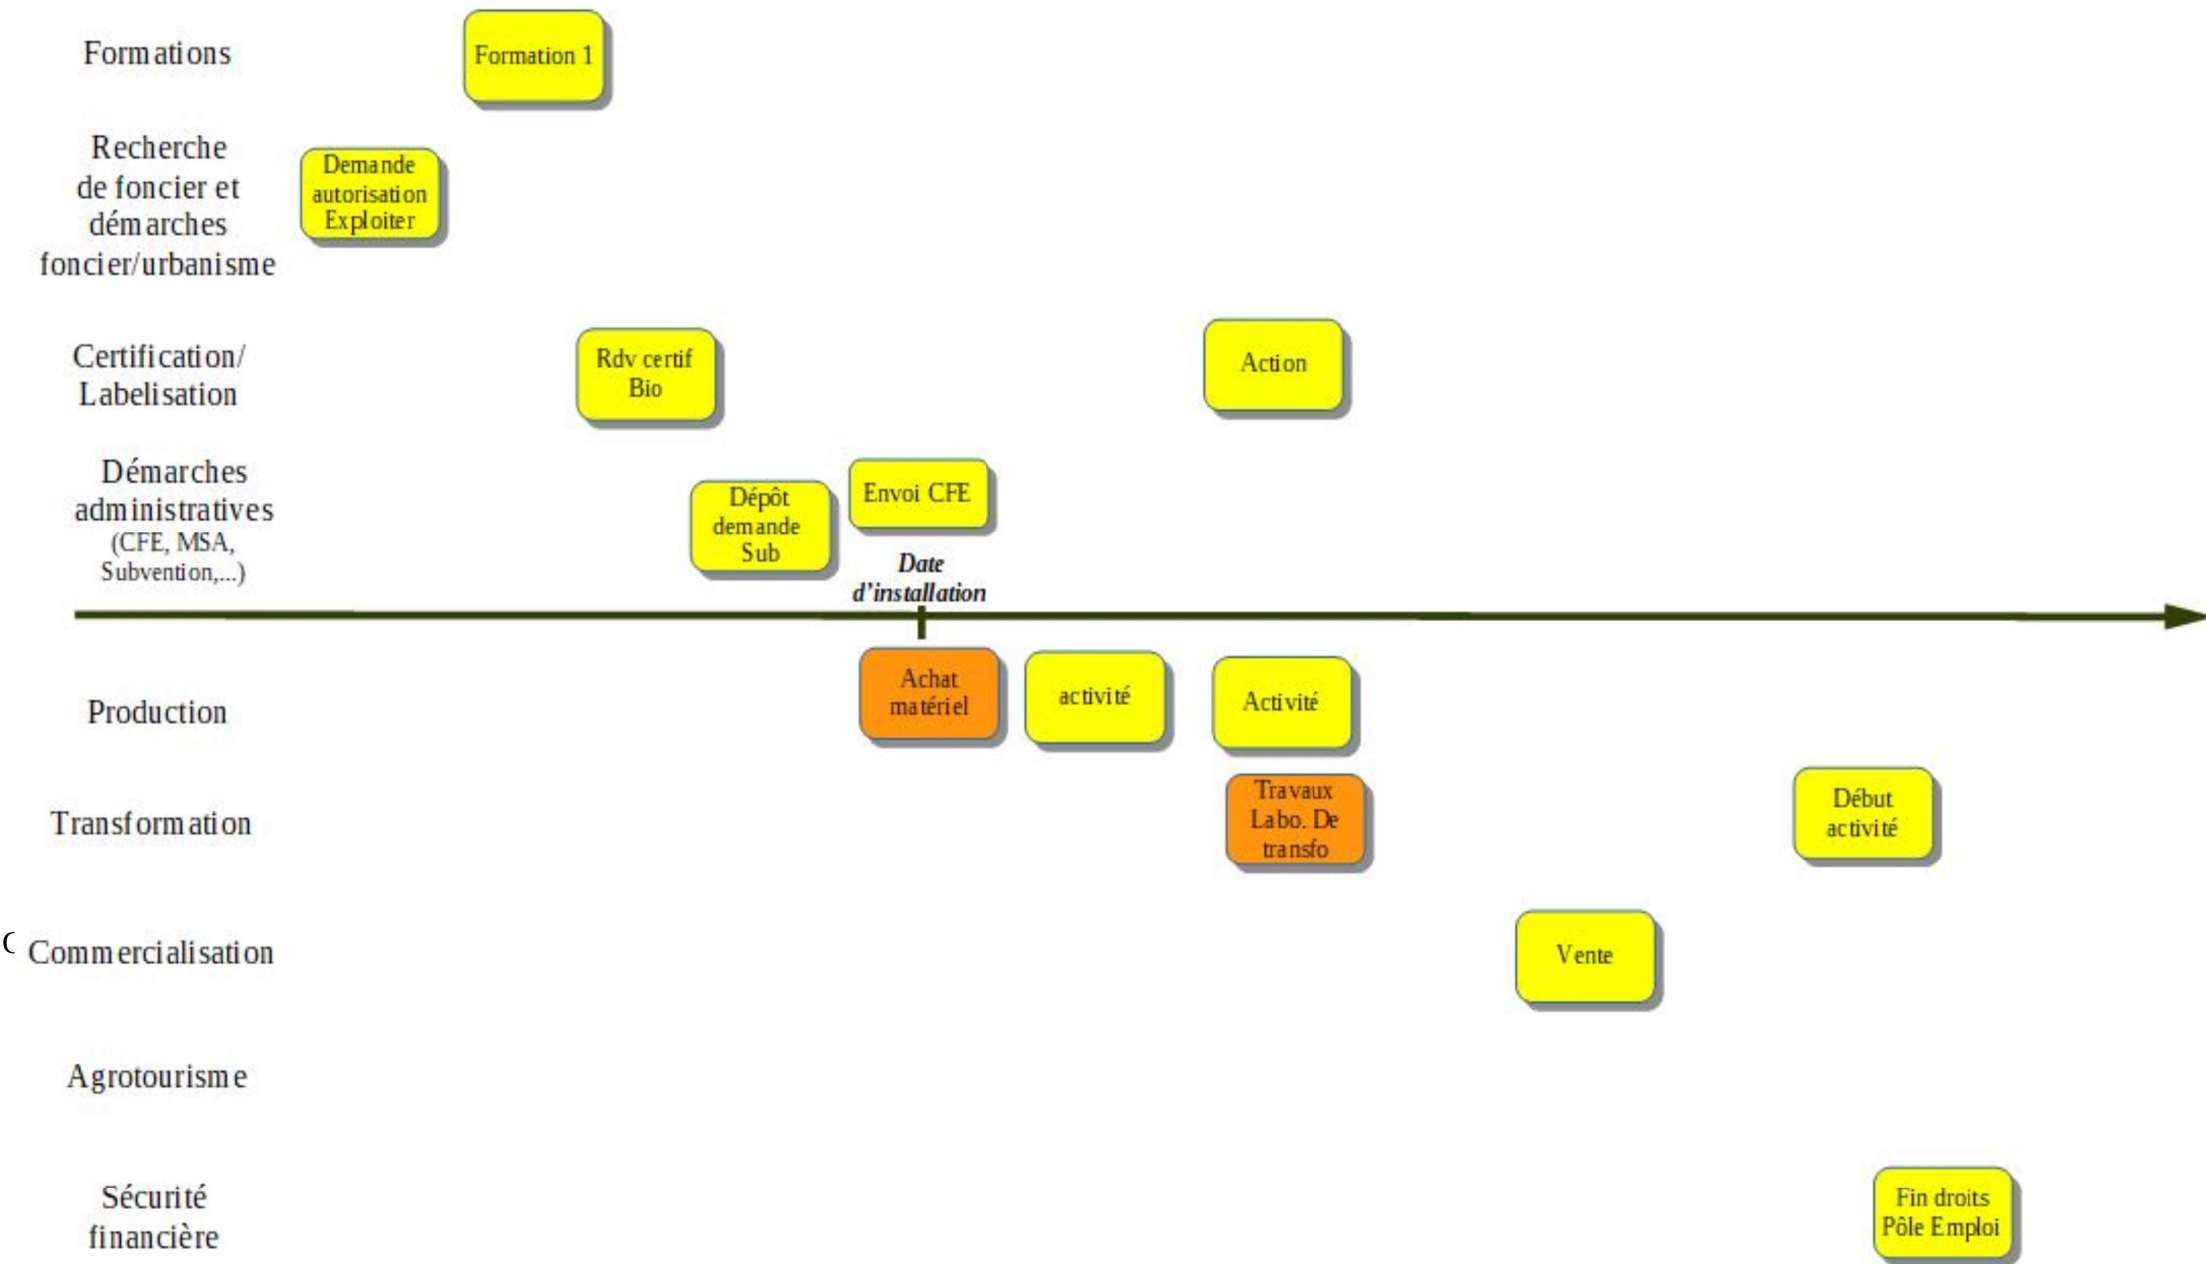 Formations
Formation 1
Recherche
de foncier et
démarches
foncier/urbanisme
Demande
autorisation
Exploiter
Certification/
Labelisation
Rdv certif
Bio
Action
Démarches
administratives
(CFE, MSA,
Subvention,...)
Dépôt
demande
Sub
Envoi CFE
Date
d'installation
Production
Achat
matériel
activité
Activité
Transformation
Travaux
Labo. De
transfo
Début
activité
C
Commercialisation
Vente
Agrotourisme
Sécurité
financière
Fin droits
Pôle Emploi